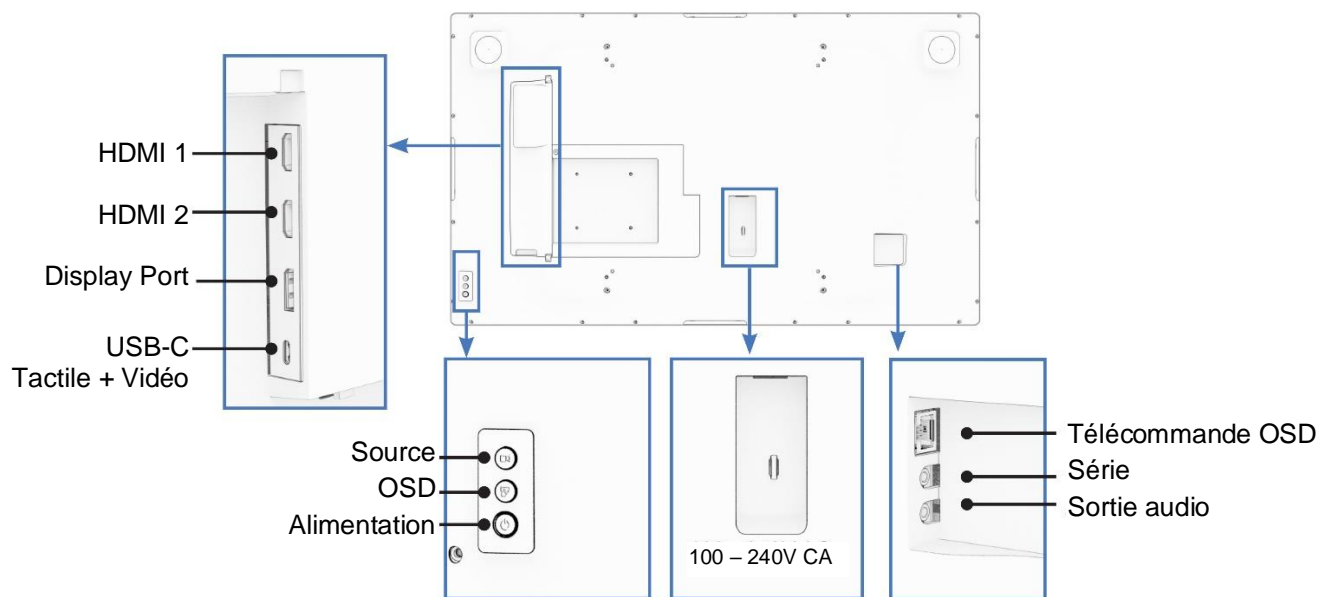 HDMI 1
HDMI 2
Display Port
USB-C
Tactile + Vidéo
Source
OSD
Alimentation
100 – 240V CA
Télécommande OSD
Série
Sortie audio